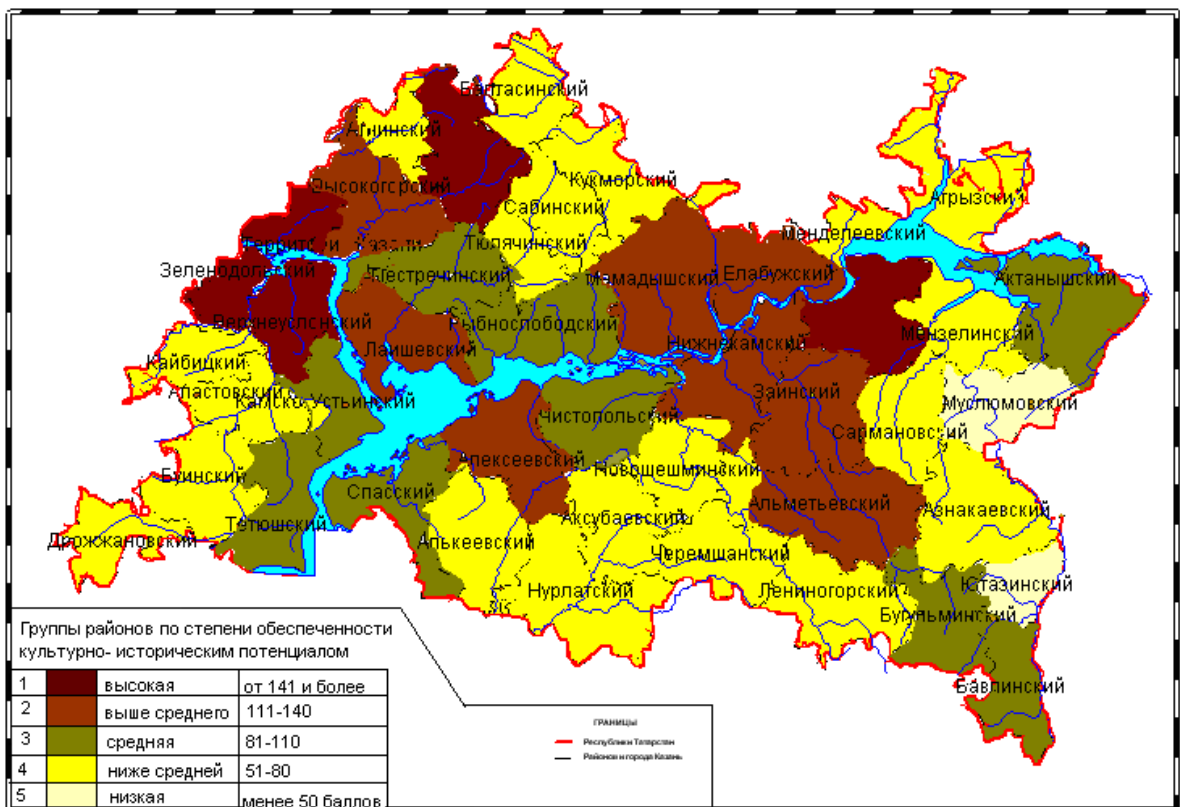 Балтасинский
Агнинский
Высокогорский
Кукморский
Сабинский
Агрызский
Тюлячинский
Менделеевский
Зеленодольский
Пестречинский
Мамадышский
Елабужский
Актанышский
Верхнеуслонский
Рыбнослободский
Мензелинский
Лаишевский
Нижнекамский
Кайбицкий
Апастовский
Камско-Устьинский
Заинский
Муслюмовский
Чистопольский
Сармановский
Буинский
Алексеевский
Новошешминский
Спасский
Альметьевский
Тетюшский
Аксубаевский
Азнакаевский
Дрожжановский
Алькеевский
Черемшанский
Нурлатский
Лениногорский
Ютазинский
Бугульминский
Бавлинский
Группы районов по степени обеспеченности
культурно- историческим потенциалом
1 высокая от 141 и более
2 выше среднего 111-140
3 средняя 81-110
4 ниже средней 51-80
5 низкая менее 50 баллов
ГРАНИЦЫ
Республики Татарстан
Районов и города Казань